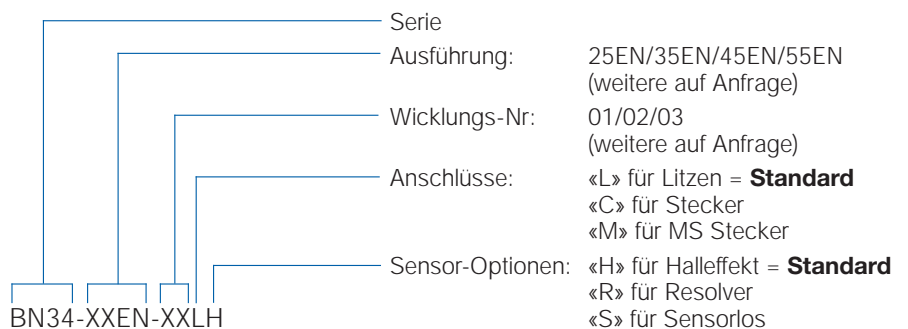 Serie
Ausführung: 25EN/35EN/45EN/55EN
(weitere auf Anfrage)
Wicklungs-Nr: 01/02/03
(weitere auf Anfrage)
Anschlüsse: «L» für Litzen = Standard
«C» für Stecker
«M» für MS Stecker
Sensor-Optionen: «H» für Halleffekt = Standard
«R» für Resolver
«S» für Sensorlos
BN34-XXEN-XXLH